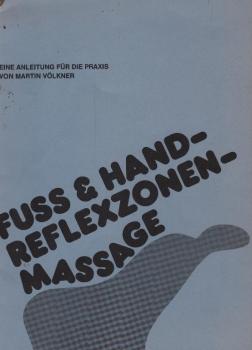 EINE ANLEITUNG FÜR DIE PRAXIS
VON MARTIN VÖLKNER
FUSS & HAND-
REFLEXZONEN-
MASSAGE